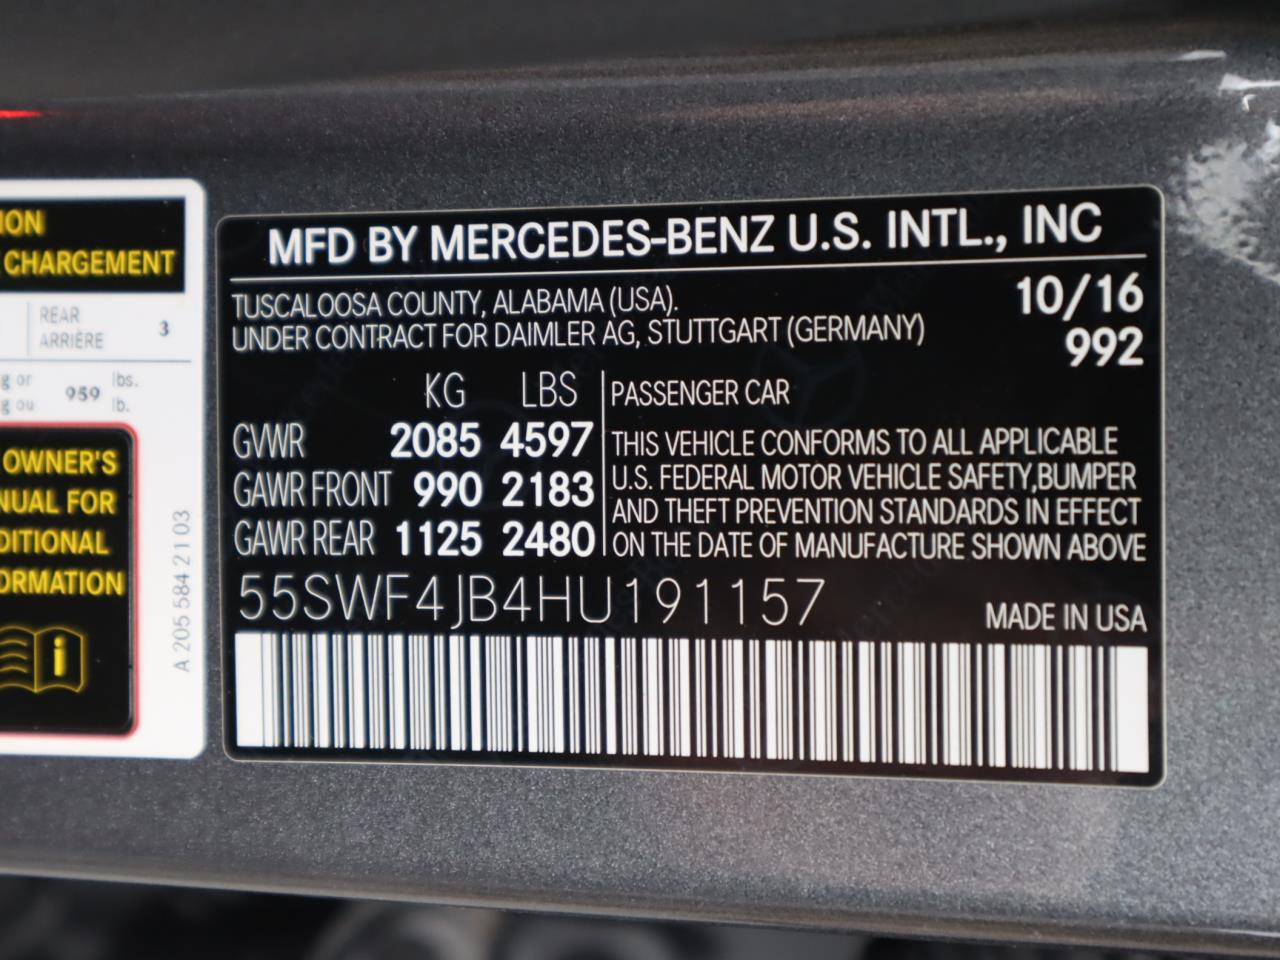 ION
CHARGEMENT
REAR
ARRIÈRE
3
g or
g ou
959
lbs.
lb.
OWNER'S
NUAL FOR
DITIONAL
ORMATION
i
A 205 584 21 03
MFD BY MERCEDES-BENZ U.S. INTL., INC
TUSCALOOSA COUNTY, ALABAMA (USA).
UNDER CONTRACT FOR DAIMLER AG, STUTTGART (GERMANY)
10/16
992
KG LBS
GVWR 2085 4597
GAWR FRONT 990 2183
GAWR REAR 1125 2480
PASSENGER CAR
THIS VEHICLE CONFORMS TO ALL APPLICABLE
U.S. FEDERAL MOTOR VEHICLE SAFETY,BUMPER
AND THEFT PREVENTION STANDARDS IN EFFECT
ON THE DATE OF MANUFACTURE SHOWN ABOVE
55SWF4JB4HU191157
MADE IN USA